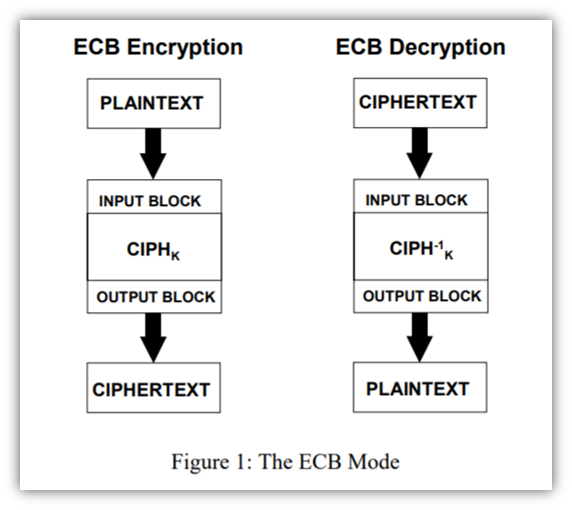 ECB Encryption
PLAINTEXT
INPUT BLOCK
CIPHK
OUTPUT BLOCK
CIPHERTEXT
ECB Decryption
CIPHERTEXT
INPUT BLOCK
CIPH-1K
OUTPUT BLOCK
PLAINTEXT
Figure 1: The ECB Mode